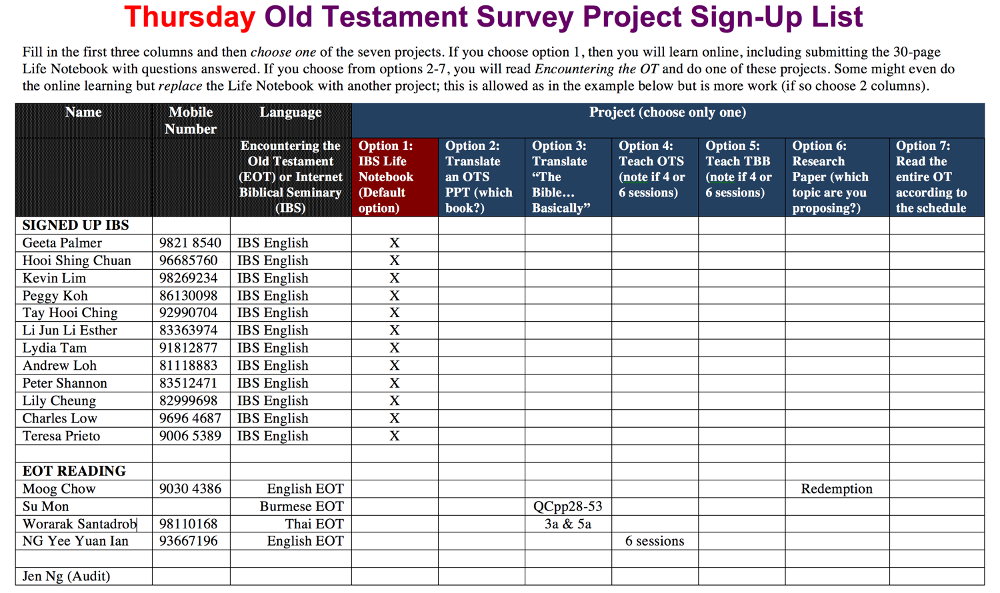 Thursday Old Testament Survey Project Sign-Up List
Fill in the first three columns and then choose one of the seven projects. If you choose option 1, then you will learn online, including submitting the 30-page
Life Notebook with questions answered. If you choose from options 2-7, you will read Encountering the OT and do one of these projects. Some might even do
the online learning but replace the Life Notebook with another project; this is allowed as in the example below but is more work (if so choose 2 columns).
Name
Mobile
Number
Language
Project (choose only one)
Encountering the
Old Testament
(EOT) or Internet
Biblical Seminary
(IBS)
Option 1:
IBS Life
Notebook
(Default
option)
Option 2:
Translate
an OTS
PPT (which
book?)
Option 3:
Translate
“The
Bible…
Basically”
Option 4:
Teach OTS
(note if 4 or
6 sessions)
Option 5:
Teach TBB
(note if 4 or
6 sessions)
Option 6:
Research
Paper (which
topic are you
proposing?)
Option 7:
Read the
entire OT
according to
the schedule
SIGNED UP IBS
Geeta Palmer 9821 8540 IBS English X
Hooi Shing Chuan 96685760 IBS English X
Kevin Lim 98269234 IBS English X
Peggy Koh 86130098 IBS English X
Tay Hooi Ching 92990704 IBS English X
Li Jun Li Esther 83363974 IBS English X
Lydia Tam 91812877 IBS English X
Andrew Loh 81118883 IBS English X
Peter Shannon 83512471 IBS English X
Lily Cheung 82999698 IBS English X
Charles Low 9696 4687 IBS English X
Teresa Prieto 9006 5389 IBS English X
EOT READING
Moog Chow 9030 4386 English EOT Redemption
Su Mon Burmese EOT QCpp28-53
Worarak Santadrob 98110168 Thai EOT 3a & 5a
NG Yee Yuan Ian 93667196 English EOT 6 sessions
Jen Ng (Audit)